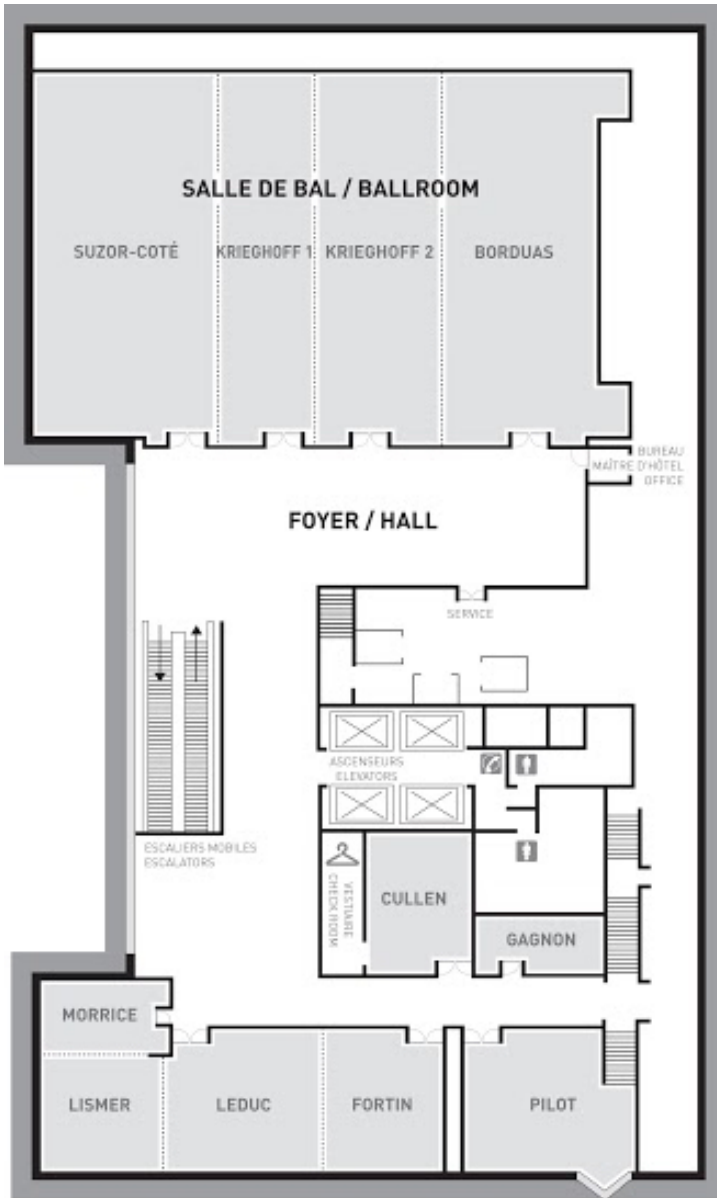 SALLE DE BAL / BALLROOM
SUZOR-COTÉ
KRIEGHOFF 1
KRIEGHOFF 2
BORDUAS
BUREAU
MAÎTRE D'HÔTEL
OFFICE
FOYER / HALL
SERVICE
ASCENSEURS
ELEVATORS
ESCALIERS MOBILES
ESCALATORS
VESTIAIRE
CHECK ROOM
CULLEN
GAGNON
MORRICE
LISMER
LEDUC
FORTIN
PILOT